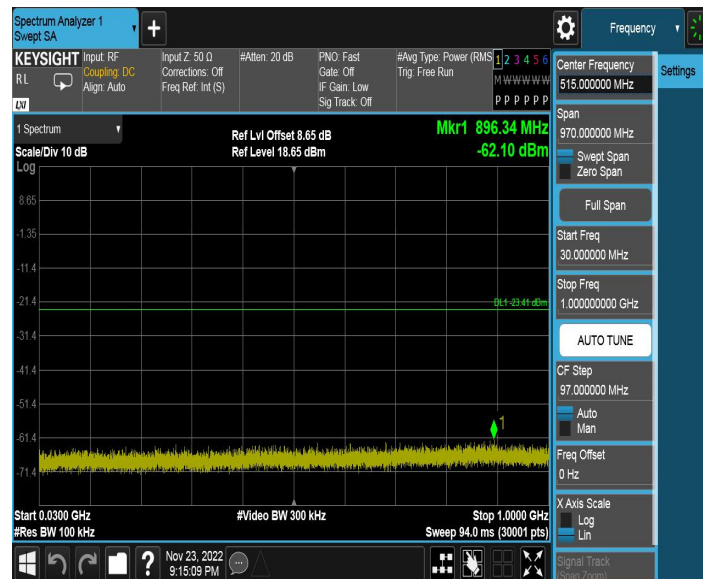 Spectrum Analyzer 1
Swept SA
+
Frequency
KEYSIGHT
RL
LXI
Input: RF
Coupling: DC
Align: Auto
Input Z: 50 Ω
Corrections: Off
Freq Ref: Int (S)
#Atten: 20 dB
PNO: Fast
Gate: Off
IF Gain: Low
Sig Track: Off
#Avg Type: Power (RMS
Trig: Free Run
1 2 3 4 5 6
M W W W W W
P P P P P P
Center Frequency
515.000000 MHz
Settings
1 Spectrum
Scale/Div 10 dB
Log
Ref Lvl Offset 8.65 dB
Ref Level 18.65 dBm
Mkr1 896.34 MHz
-62.10 dBm
8.65
-1.35
-11.4
-21.4
-31.4
-41.4
-51.4
-61.4
-71.4
DL1 -23.41 dBm
1
Start 0.0300 GHz
#Res BW 100 kHz
#Video BW 300 kHz
Stop 1.0000 GHz
Sweep 94.0 ms (30001 pts)
Span
970.000000 MHz
Swept Span
Zero Span
Full Span
Start Freq
30.000000 MHz
Stop Freq
1.000000000 GHz
AUTO TUNE
CF Step
97.000000 MHz
Auto
Man
Freq Offset
0 Hz
X Axis Scale
Log
Lin
Signal Track
(Span Zoom)
?
Nov 23, 2022
9:15:09 PM